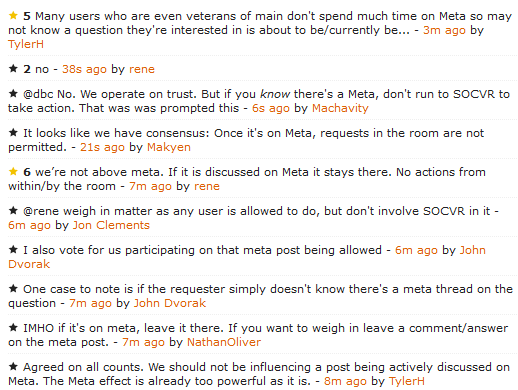 ★ 5 Many users who are even veterans of main don't spend much time on Meta so may
not know a question they're interested in is about to be/currently be... - 3m ago by
TylerH
★ 2 no - 38s ago by rene
★ @dbc No. We operate on trust. But if you know there's a Meta, don't run to SOCVR to
take action. That was was prompted this - 6s ago by Machavity
★ It looks like we have consensus: Once it's on Meta, requests in the room are not
permitted. - 21s ago by Makyen
★ 6 we're not above meta. If it is discussed on Meta it stays there. No actions from
within/by the room - 7m ago by rene
★ @rene weigh in matter as any user is allowed to do, but don't involve SOCVR in it -
6m ago by Jon Clements
★ I also vote for us participating on that meta post being allowed - 6m ago by John
Dvorak
★ One case to note is if the requester simply doesn't know there's a meta thread on the
question - 7m ago by John Dvorak
★ IMHO if it's on meta, leave it there. If you want to weigh in leave a comment/answer
on the meta post. - 7m ago by NathanOliver
★ Agreed on all counts. We should not be influencing a post being actively discussed on
Meta. The Meta effect is already too powerful as it is. - 8m ago by TylerH